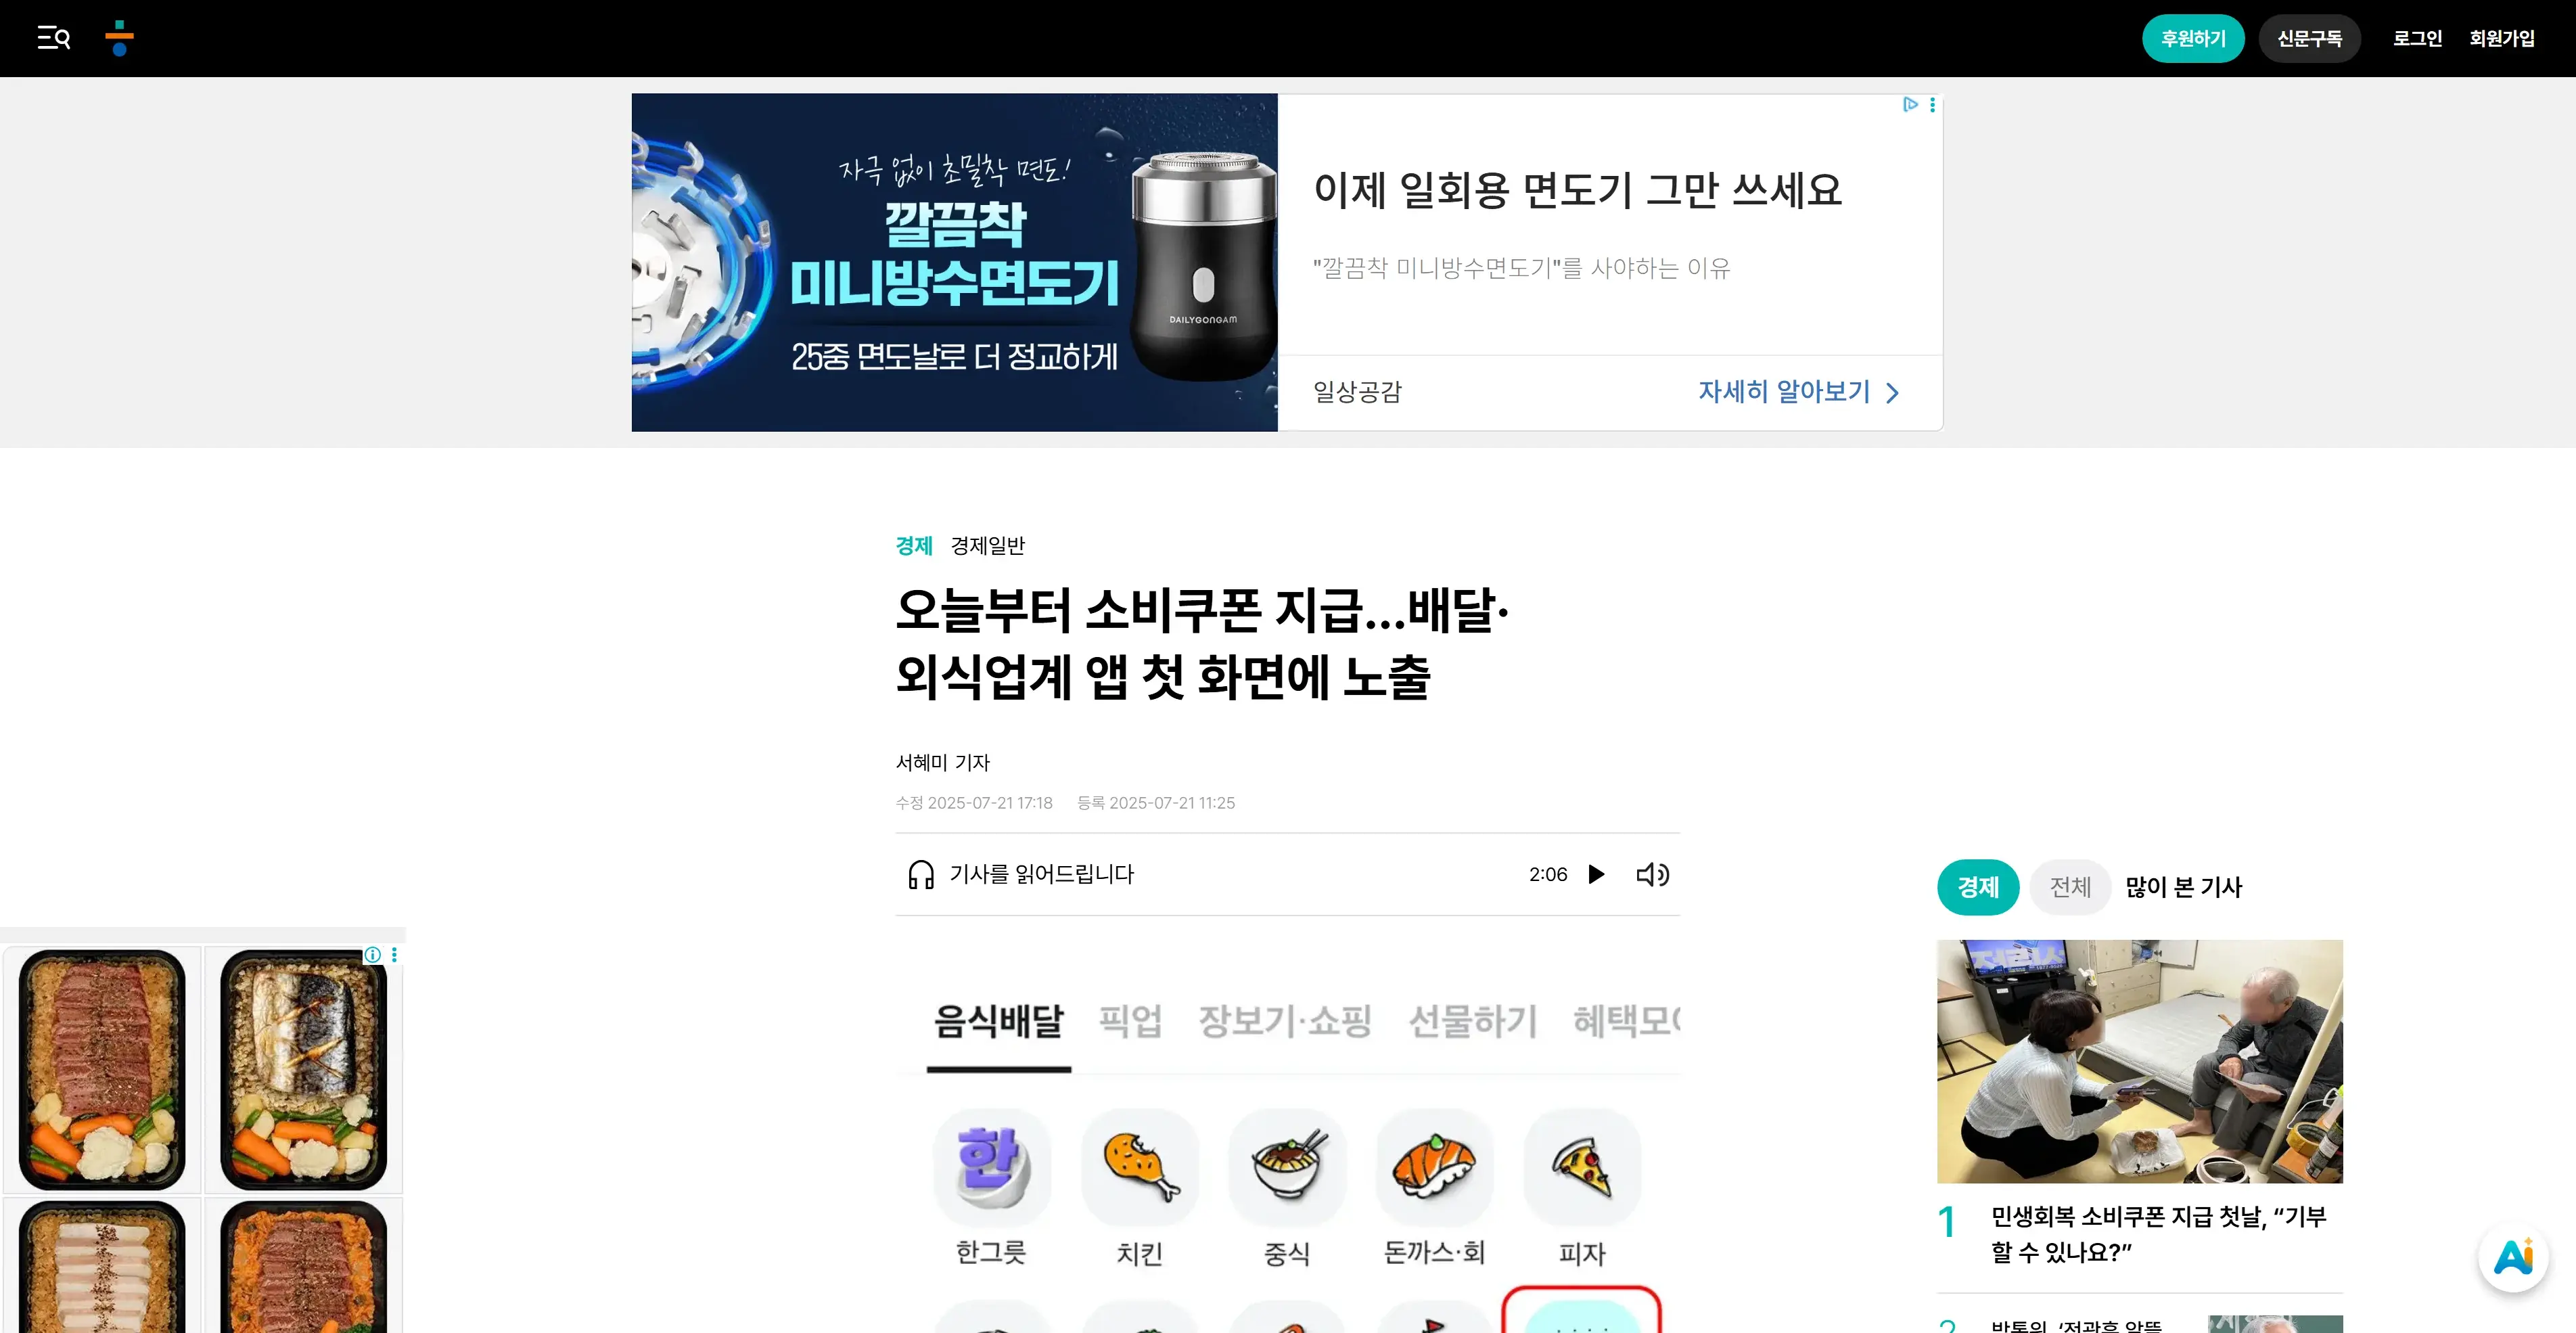 후원하기
신문구독
로그인
회원가입
자극 없이 초밀착 면도!
깔끔착
미니방수면도기
25중 면도날로 더 정교하게
DAILYGONGAM
이제 일회용 면도기 그만 쓰세요
"깔끔착 미니방수면도기"를 사야하는 이유
일상공감
자세히 알아보기
경제 경제일반
오늘부터 소비쿠폰 지급…배달·
외식업계 앱 첫 화면에 노출
서혜미 기자
수정 2025-07-21 17:18 등록 2025-07-21 11:25
기사를 읽어드립니다
2:06
음식배달 픽업 장보기·쇼핑 선물하기 혜택모
한
한그릇 치킨 중식 돈까스·회 피자
경제 전체 많이 본 기사
1 민생회복 소비쿠폰 지급 첫날, “기부
할 수 있나요?”
2
Ai